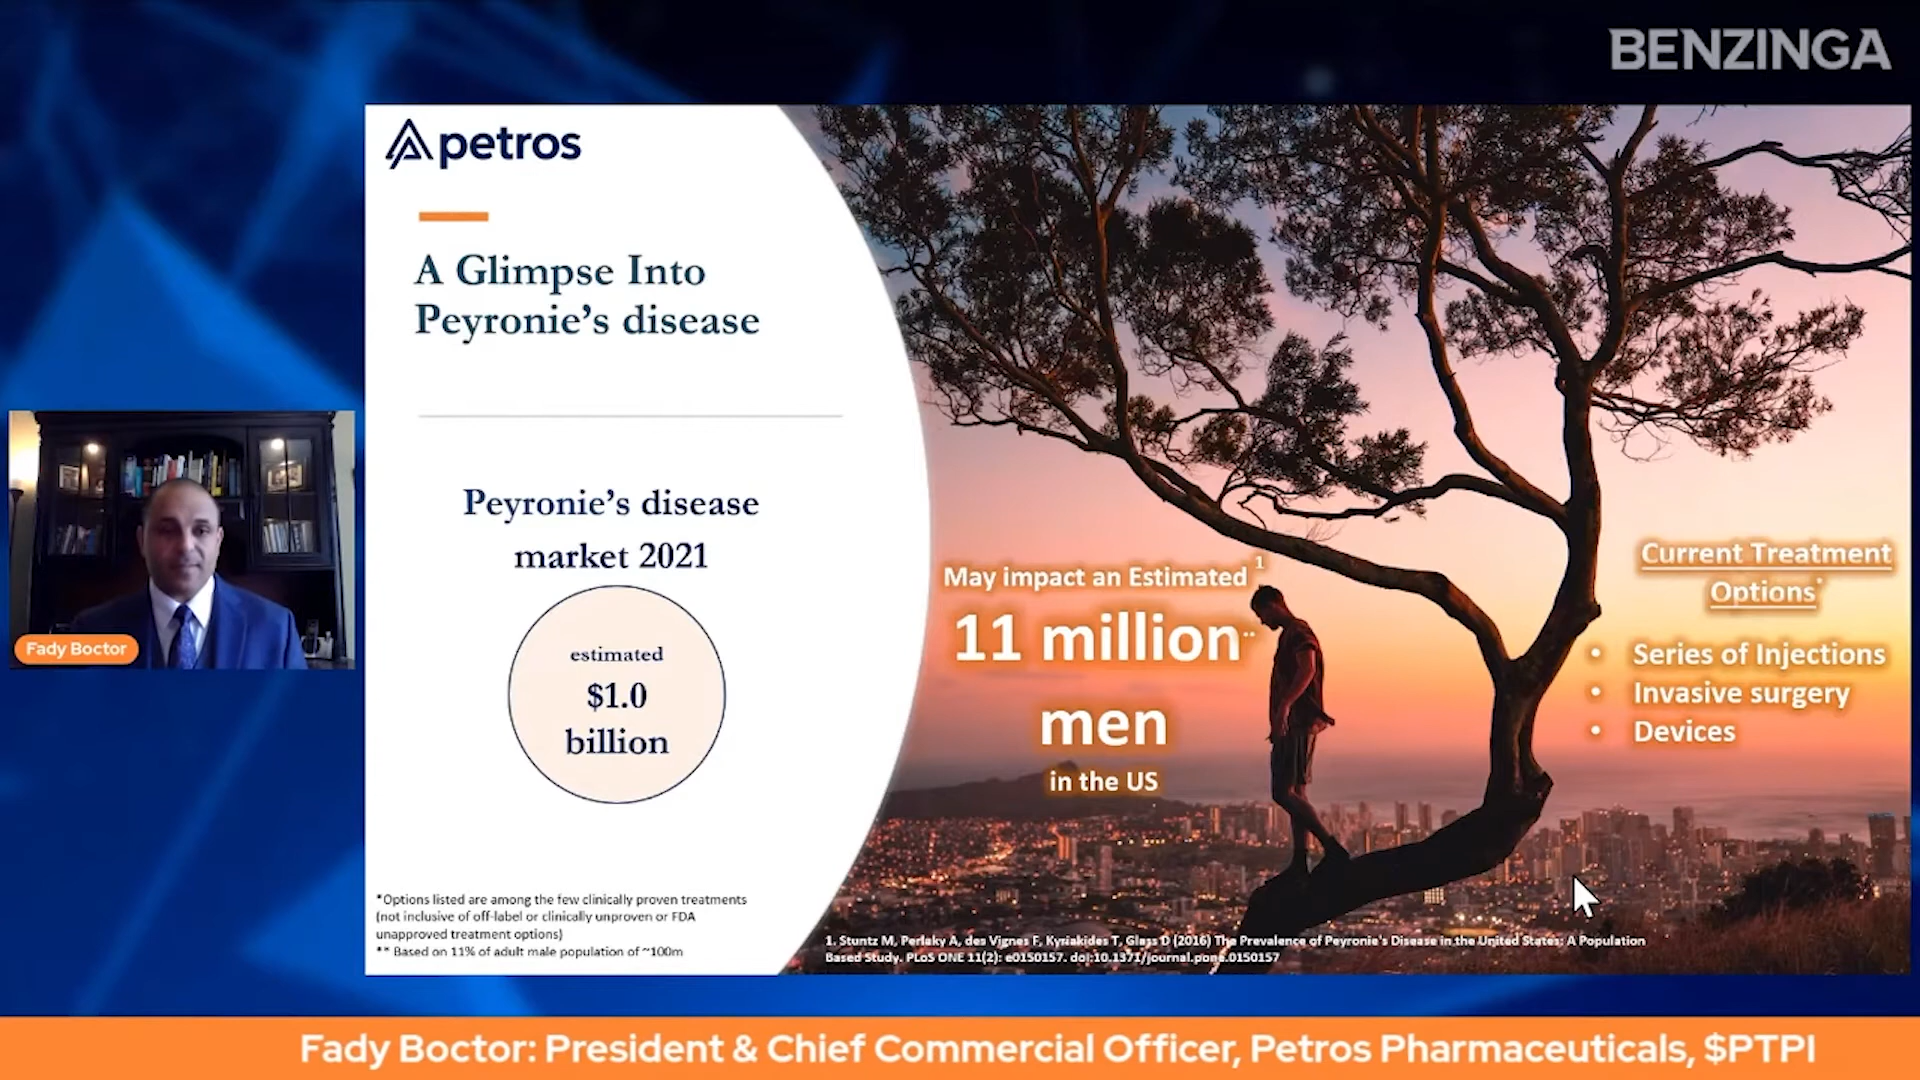 BENZINGA
petros
A Glimpse Into
Peyronie's disease
Peyronie's disease
market 2021
estimated
$1.0
billion
*Options listed are among the few clinically proven treatments
(not inclusive of off-label or clinically unproven or FDA
unapproved treatment options)
** Based on 11% of adult male population of ~100m
May impact an Estimated 1
11 million**
men
in the US
Current Treatment
Options*
• Series of Injections
• Invasive surgery
• Devices
1. Stuntz M, Perlaky A, des Vignes F, Kyriakides T, Glass D (2016) The Prevalence of Peyronie's Disease in the United States: A Population
Based Study. PLoS ONE 11(2): e0150157. doi:10.1371/journal.pone.0150157
Fady Boctor
Fady Boctor: President & Chief Commercial Officer, Petros Pharmaceuticals, $PTPI